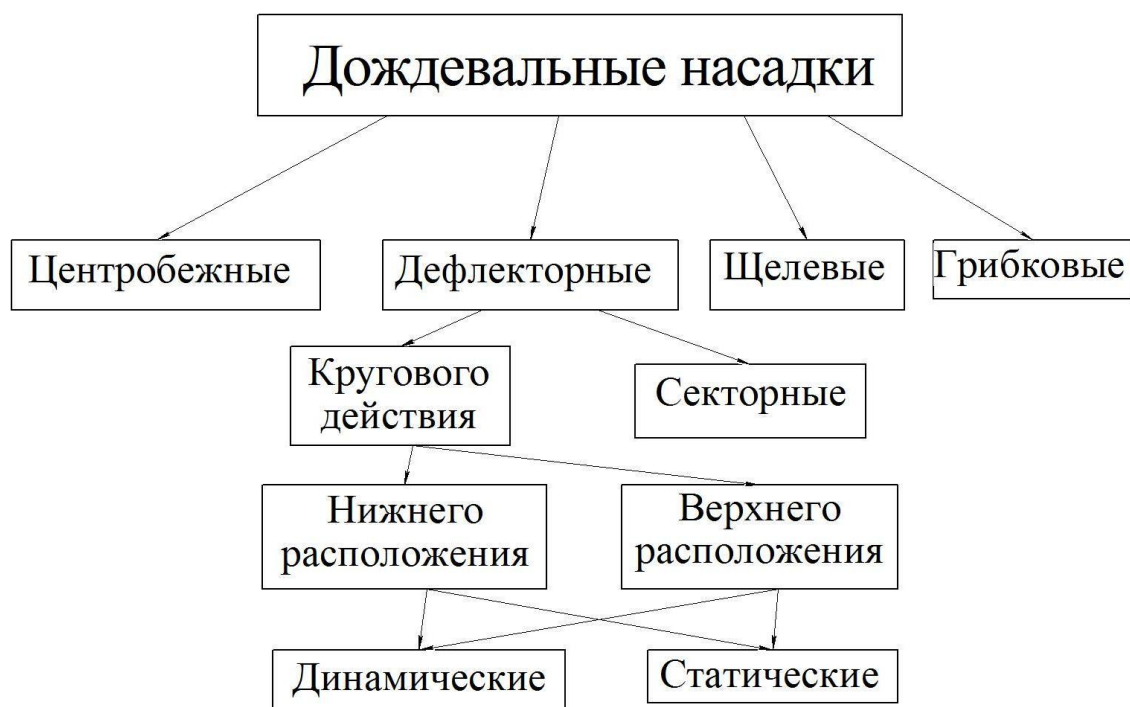 Дождевальные насадки
Центробежные
Дефлекторные
Щелевые
Грибковые
Кругового
действия
Секторные
Нижнего
расположения
Верхнего
расположения
Динамические
Статические